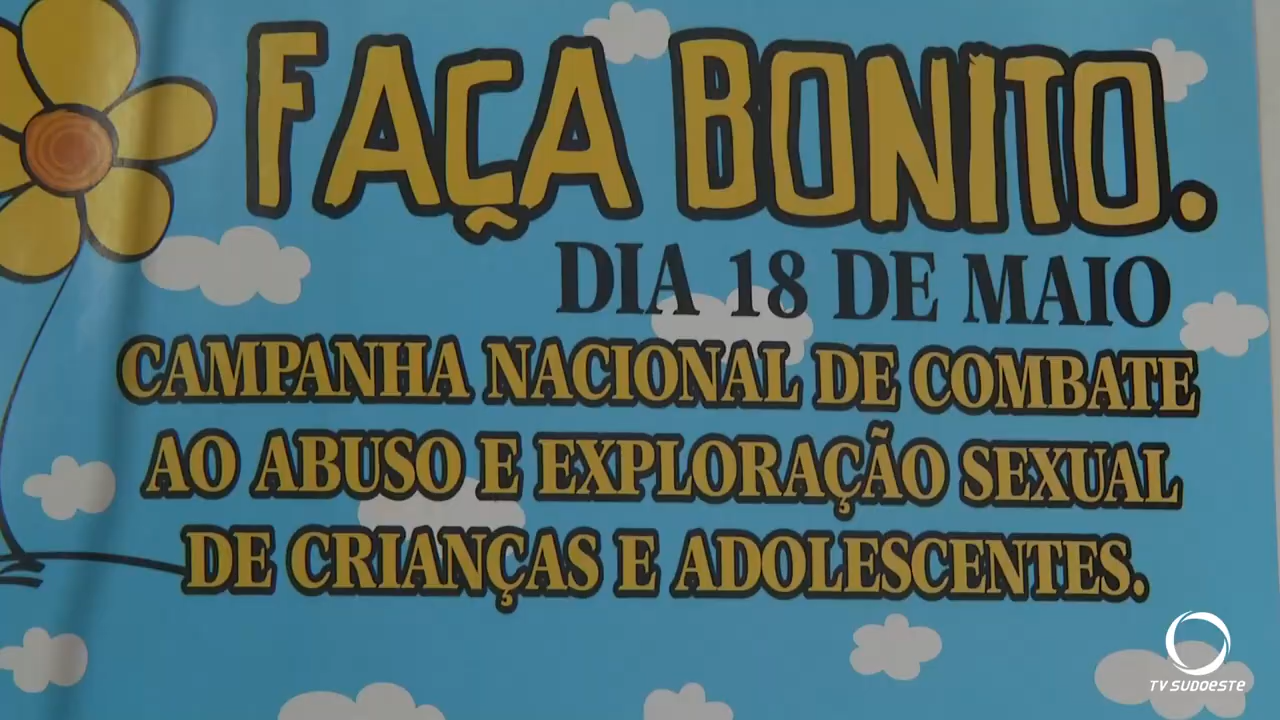 FAÇA BONITO.
DIA 18 DE MAIO
CAMPANHA NACIONAL DE COMBATE
AO ABUSO E EXPLORAÇÃO SEXUAL
DE CRIANÇAS E ADOLESCENTES.
TV SUDOESTE